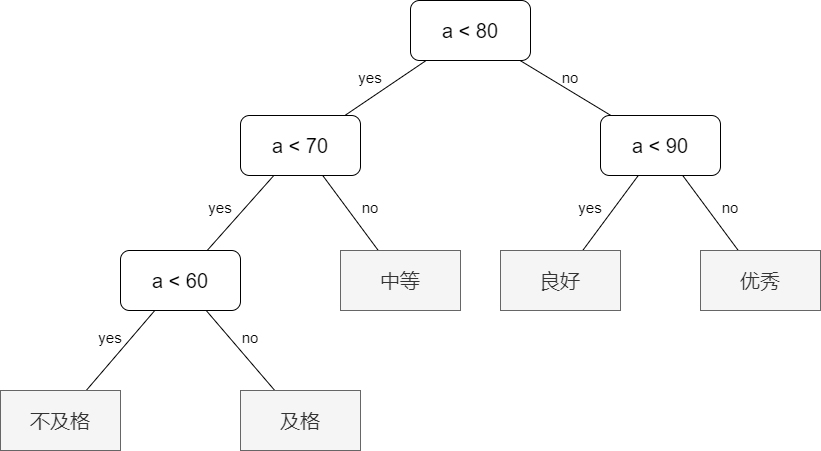 a < 80
yes
no
a < 70
a < 90
yes
no
yes
no
a < 60
中等
良好
优秀
yes
no
不及格
及格